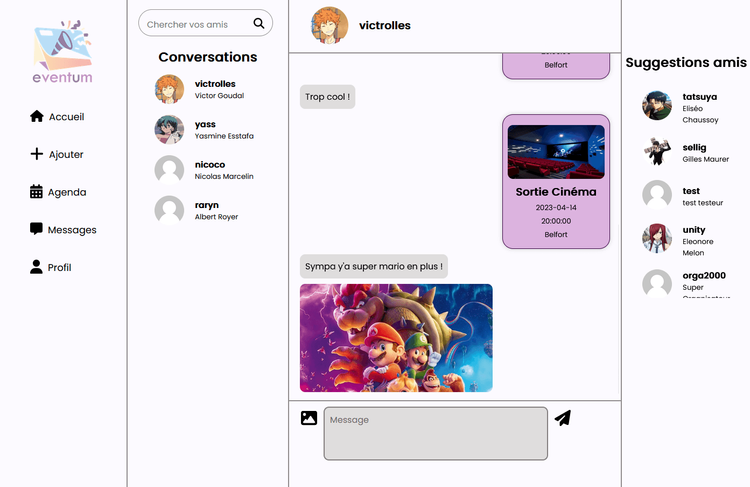 eventum
Accueil
Ajouter
Agenda
Messages
Profil
Chercher vos amis
Conversations
victrolles
Victor Goudal
yass
Yasmine Esstafa
nicoco
Nicolas Marcelin
raryn
Albert Royer
victrolles
Belfort
Trop cool !
Sortie Cinéma
2023-04-14
20:00:00
Belfort
Sympa y'a super mario en plus !
Message
Suggestions amis
tatsuya
Eliséo
Chaussoy
sellig
Gilles Maurer
test
test testeur
unity
Eleonore
Melon
orga2000
Super